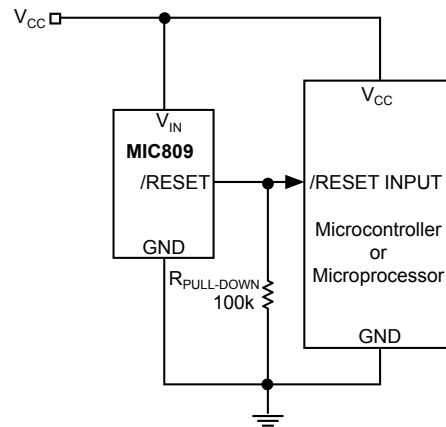 VCC
VIN
MIC809
/RESET
GND
RPULL-DOWN
100k
VCC
/RESET INPUT
Microcontroller
or
Microprocessor
GND